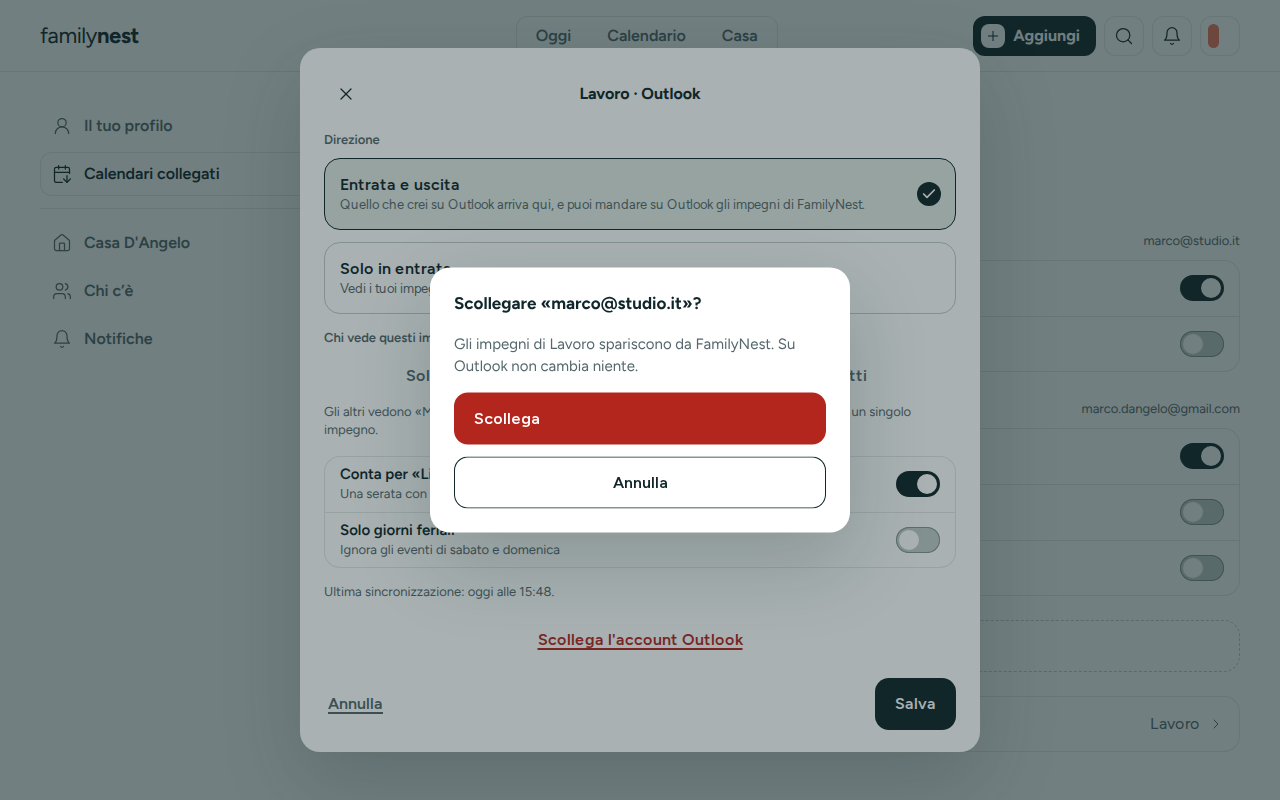 familynest
Oggi Calendario Casa
Aggiungi
Il tuo profilo
Calendari collegati
Casa D'Angelo
Chi c'è
Notifiche
Lavoro · Outlook
Direzione
Entrata e uscita
Quello che crei su Outlook arriva qui, e puoi mandare su Outlook gli impegni di FamilyNest.
Solo in entrata
Vedi i tuoi
Chi vede questi
Gli altri vedono
un singolo
impegno.
Conta per
Una serata con
Solo giorni feriali
Ignora gli eventi di sabato e domenica
Ultima sincronizzazione: oggi alle 15:48.
Scollega l'account Outlook
Annulla
Salva
Scollegare «marco@studio.it»?
Gli impegni di Lavoro spariscono da FamilyNest. Su
Outlook non cambia niente.
Scollega
Annulla
marco@studio.it
marco.dangelo@gmail.com
Lavoro